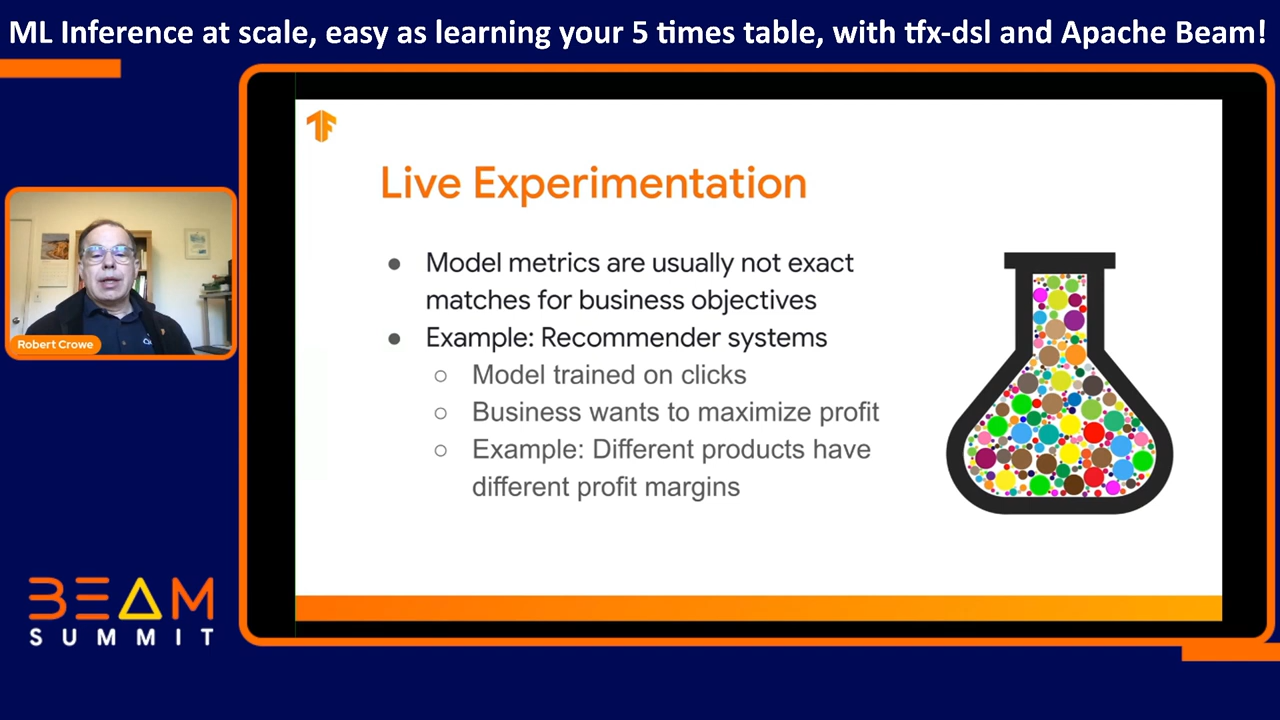 ML Inference at scale, easy as learning your 5 times table, with tfx-dsl and Apache Beam!
Live Experimentation
● Model metrics are usually not exact
matches for business objectives
● Example: Recommender systems
○ Model trained on clicks
○ Business wants to maximize profit
○ Example: Different products have
different profit margins
Robert Crowe
BEAM
SUMMIT